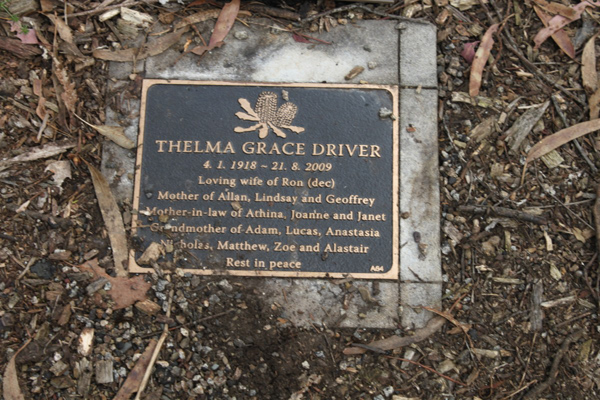 THELMA GRACE DRIVER
4. 1. 1918 ~ 21. 8. 2009
Loving wife of Ron (dec)
Mother of Allan, Lindsay and Geoffrey
Mother-in-law of Athina, Joanne and Janet
Grandmother of Adam, Lucas, Anastasia
Nicholas, Matthew, Zoe and Alastair
Rest in peace
A84